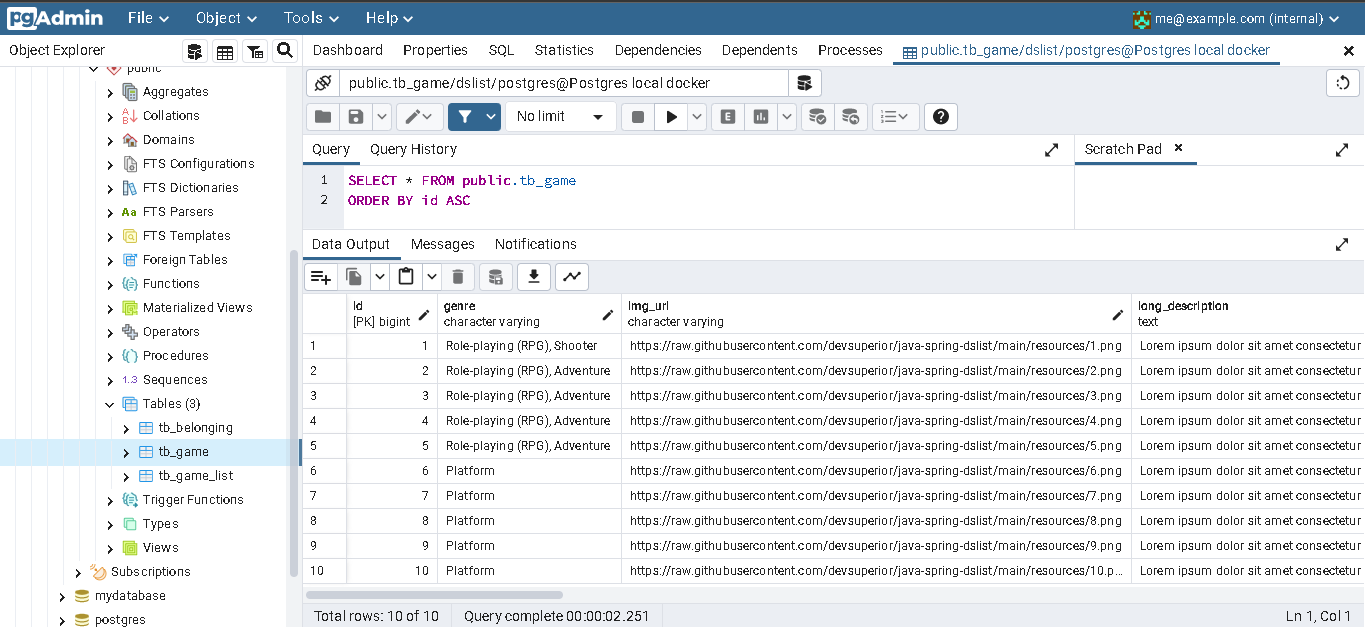 pgAdmin File Object Tools Help me@example.com (internal)
Object Explorer Dashboard Properties SQL Statistics Dependencies Dependents Processes public.tb_game/dslist/postgres@Postgres local docker
public
Aggregates
Collations
Domains
FTS Configurations
FTS Dictionaries
FTS Parsers
FTS Templates
Foreign Tables
Functions
Materialized Views
Operators
Procedures
1.3 Sequences
Tables (3)
tb_belonging
tb_game
tb_game_list
Trigger Functions
Types
Views
Subscriptions
mydatabase
postgres
public.tb_game/dslist/postgres@Postgres local docker
No limit
Query Query History Scratch Pad
1 SELECT * FROM public.tb_game
2 ORDER BY id ASC
Data Output Messages Notifications
id genre img_url long_description
[PK] bigint character varying character varying text
1 1 Role-playing (RPG), Shooter https://raw.githubusercontent.com/devsuperior/java-spring-dslist/main/resources/1.png Lorem ipsum dolor sit amet consectetur
2 2 Role-playing (RPG), Adventure https://raw.githubusercontent.com/devsuperior/java-spring-dslist/main/resources/2.png Lorem ipsum dolor sit amet consectetur
3 3 Role-playing (RPG), Adventure https://raw.githubusercontent.com/devsuperior/java-spring-dslist/main/resources/3.png Lorem ipsum dolor sit amet consectetur
4 4 Role-playing (RPG), Adventure https://raw.githubusercontent.com/devsuperior/java-spring-dslist/main/resources/4.png Lorem ipsum dolor sit amet consectetur
5 5 Role-playing (RPG), Adventure https://raw.githubusercontent.com/devsuperior/java-spring-dslist/main/resources/5.png Lorem ipsum dolor sit amet consectetur
6 6 Platform https://raw.githubusercontent.com/devsuperior/java-spring-dslist/main/resources/6.png Lorem ipsum dolor sit amet consectetur
7 7 Platform https://raw.githubusercontent.com/devsuperior/java-spring-dslist/main/resources/7.png Lorem ipsum dolor sit amet consectetur
8 8 Platform https://raw.githubusercontent.com/devsuperior/java-spring-dslist/main/resources/8.png Lorem ipsum dolor sit amet consectetur
9 9 Platform https://raw.githubusercontent.com/devsuperior/java-spring-dslist/main/resources/9.png Lorem ipsum dolor sit amet consectetur
10 10 Platform https://raw.githubusercontent.com/devsuperior/java-spring-dslist/main/resources/10.p... Lorem ipsum dolor sit amet consectetur
Total rows: 10 of 10 Query complete 00:00:02.251 Ln 1, Col 1